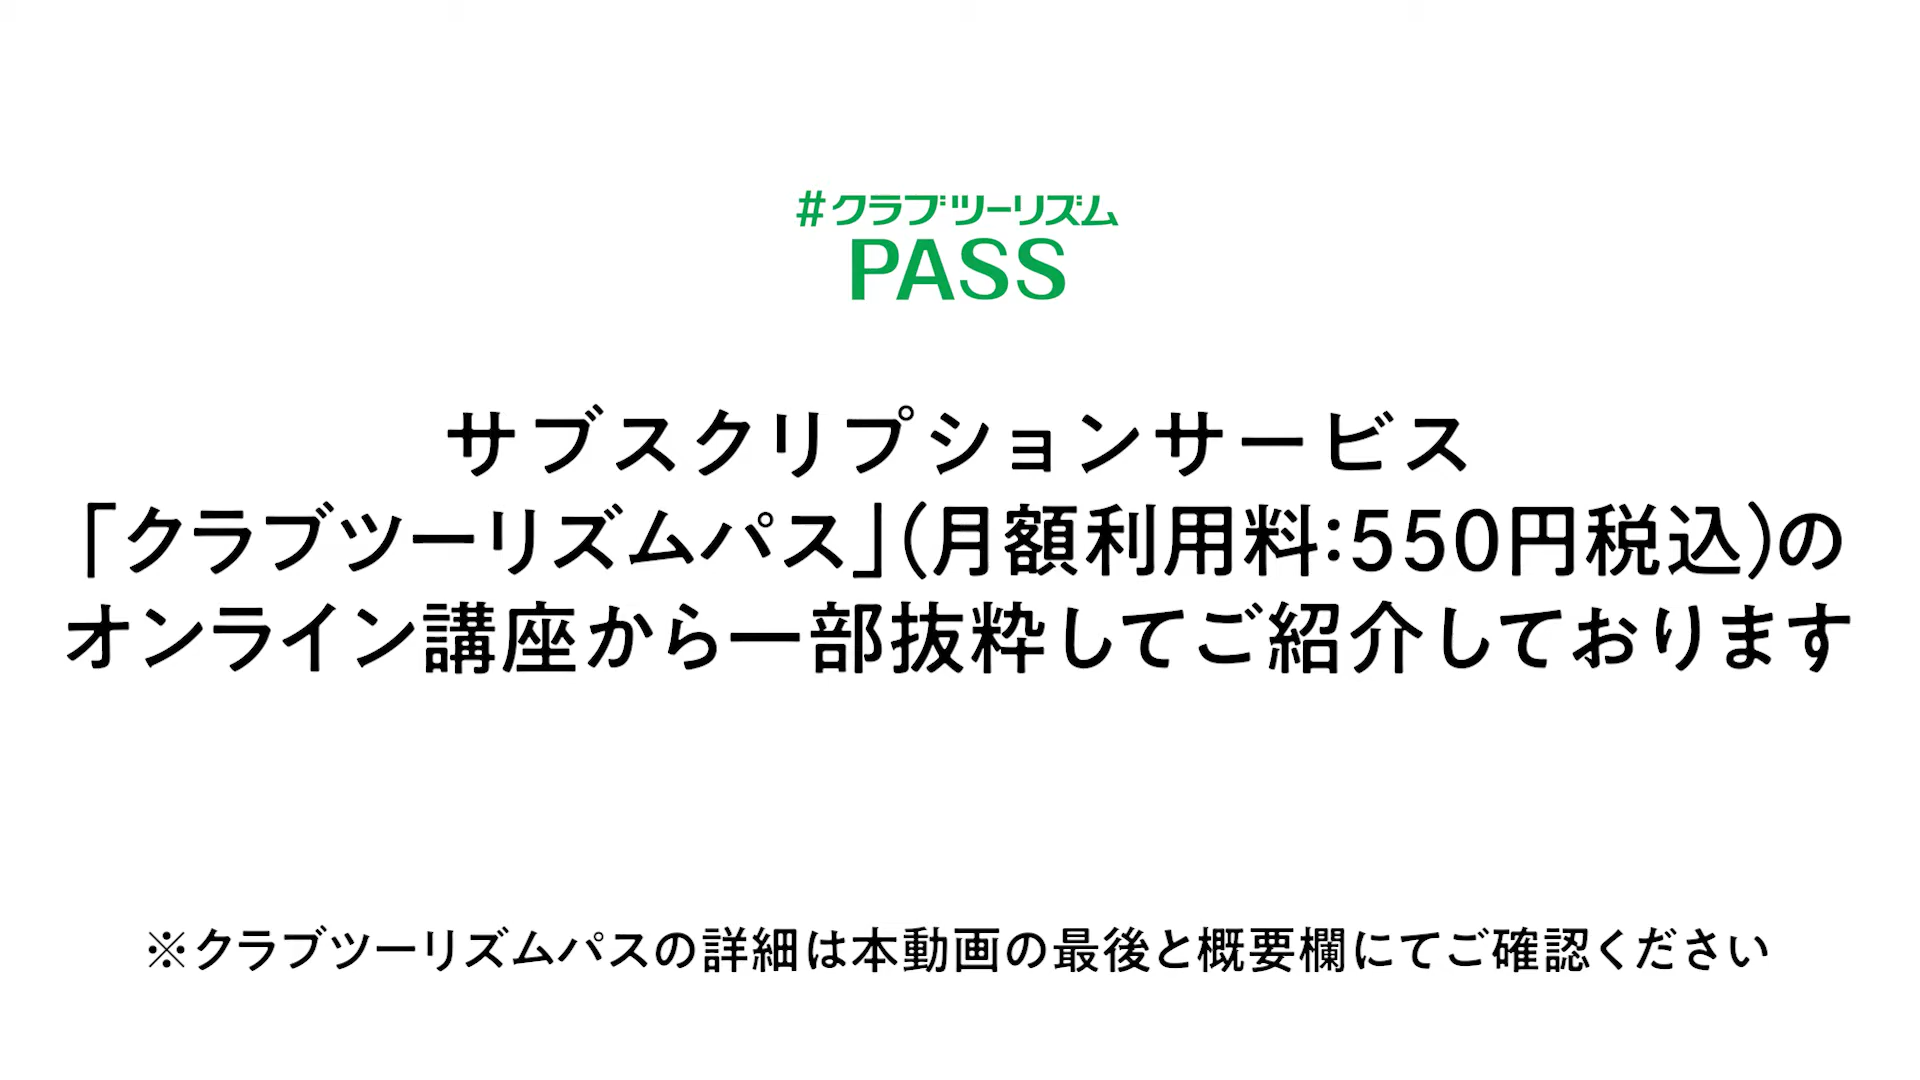 #クラブツーリズム
PASS
サブスクリプションサービス
「クラブツーリズムパス」(月額利用料:550円税込)の
オンライン講座から一部抜粋してご紹介しております
※クラブツーリズムパスの詳細は本動画の最後と概要欄にてご確認ください